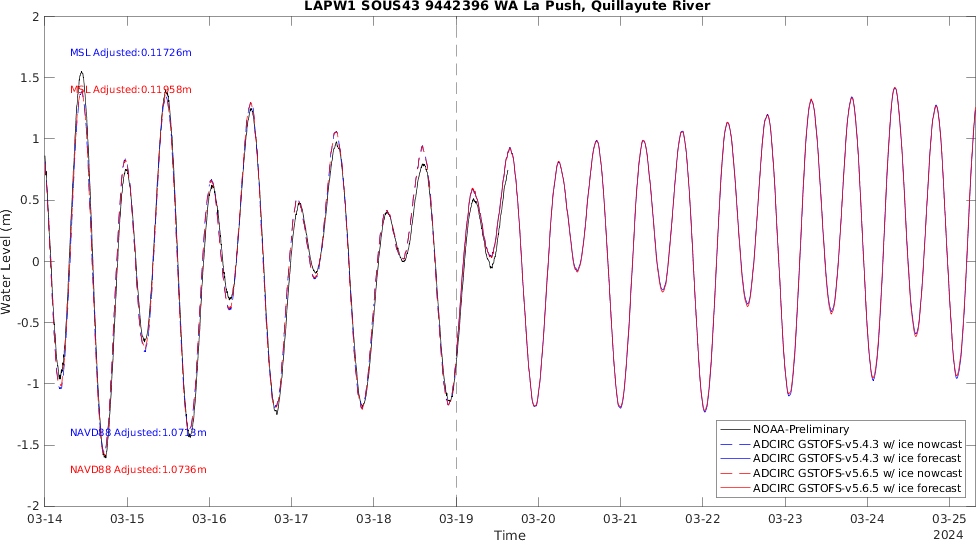 LAPW1 SOUS43 9442396 WA La Push, Quillayute River
Water Level (m)
2
1.5
1
0.5
0
-0.5
-1
-1.5
-2
MSL Adjusted:0.11726m
MSL Adjusted:0.11958m
NAVD88 Adjusted:1.0713m
NAVD88 Adjusted:1.0736m
NOAA-Preliminary
ADCIRC GSTOFS-v5.4.3 w/ ice nowcast
ADCIRC GSTOFS-v5.4.3 w/ ice forecast
ADCIRC GSTOFS-v5.6.5 w/ ice nowcast
ADCIRC GSTOFS-v5.6.5 w/ ice forecast
03-14 03-15 03-16 03-17 03-18 03-19 03-20 03-21 03-22 03-23 03-24 03-25
Time
2024